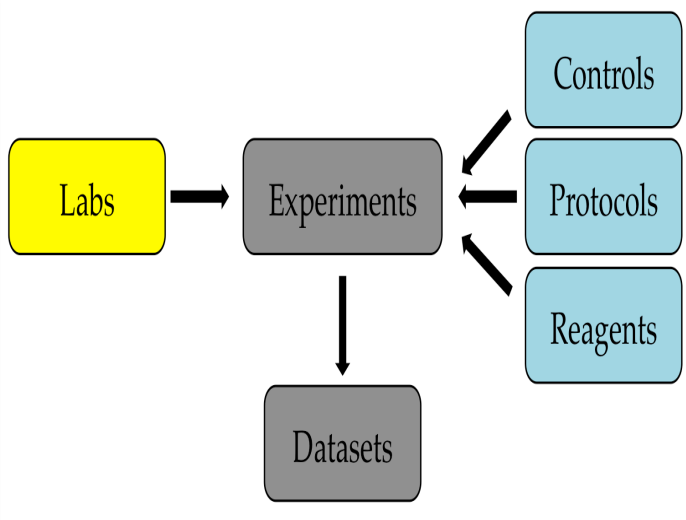 Controls
Labs
Experiments
Protocols
Reagents
Datasets